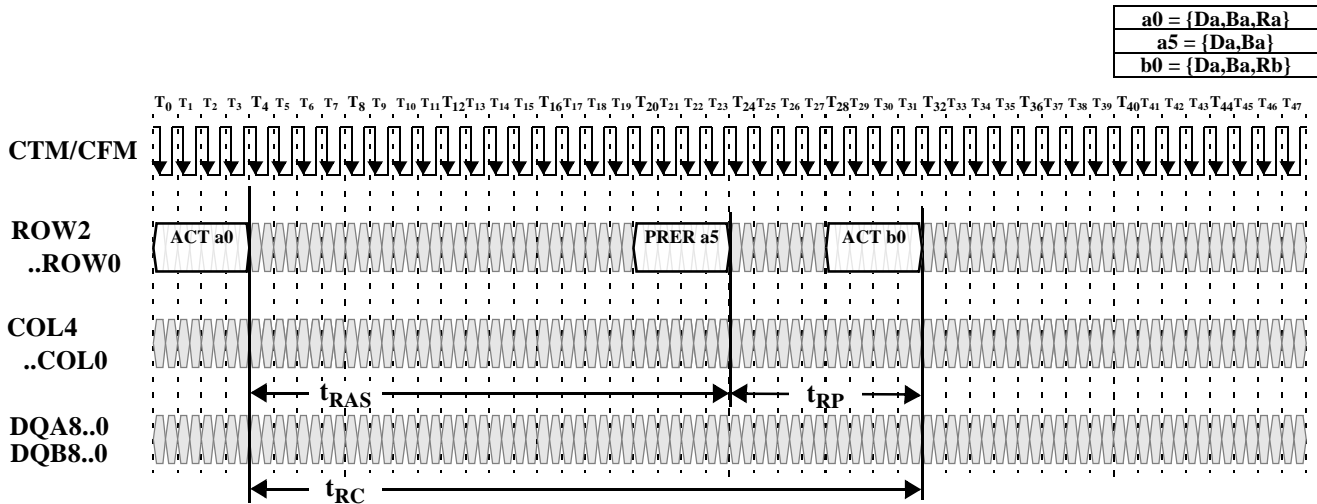 a0 = {Da,Ba,Ra}
a5 = {Da,Ba}
b0 = {Da,Ba,Rb}
T0 T1 T2 T3 T4 T5 T6 T7 T8 T9 T10 T11 T12 T13 T14 T15 T16 T17 T18 T19 T20 T21 T22 T23 T24 T25 T26 T27 T28 T29 T30 T31 T32 T33 T34 T35 T36 T37 T38 T39 T40 T41 T42 T43 T44 T45 T46 T47
CTM/CFM
ROW2
..ROW0
ACT a0
PRER a5
ACT b0
COL4
..COL0
tRAS
tRP
DQA8..0
DQB8..0
tRC